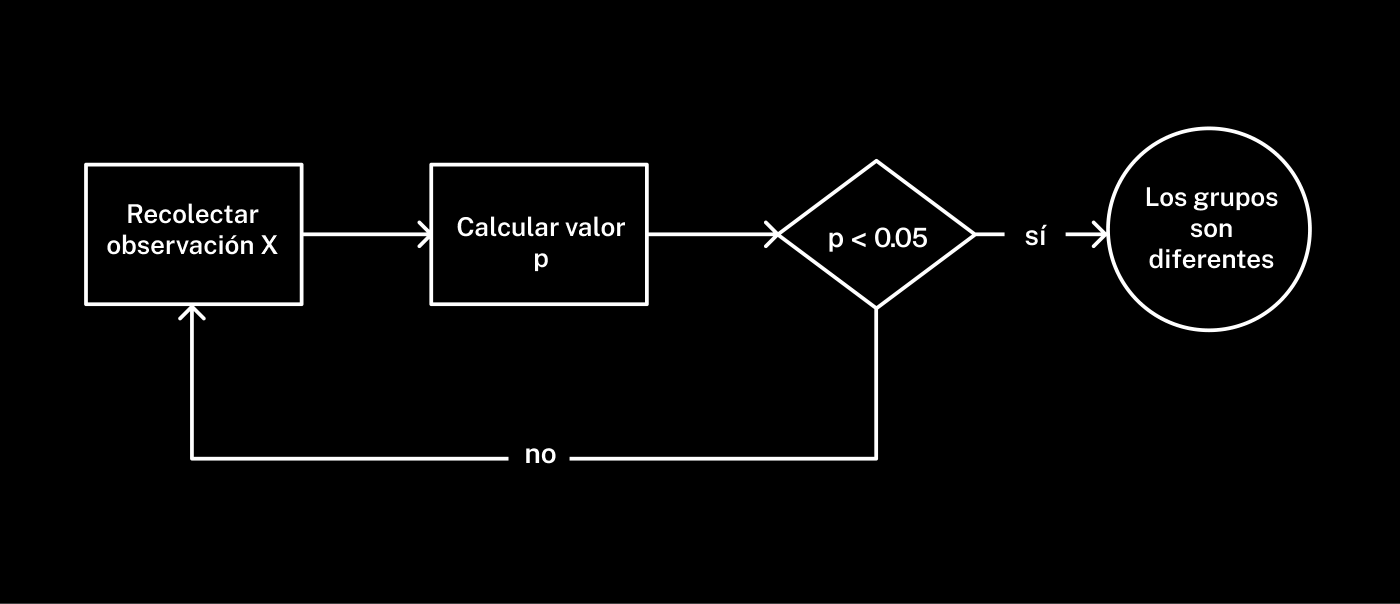 Recolectar
observación X
Calcular valor
p
p < 0.05
sí
Los grupos
son
diferentes
no